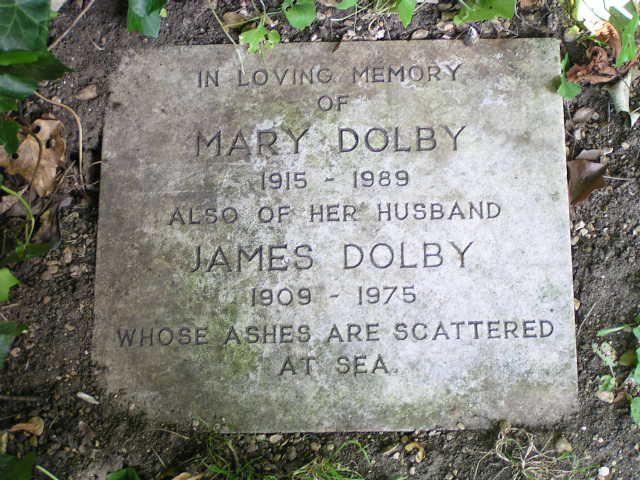 IN LOVING MEMORY
OF
MARY DOLBY
1915 - 1989
ALSO OF HER HUSBAND
JAMES DOLBY
1909 - 1975
WHOSE ASHES ARE SCATTERED
AT SEA.